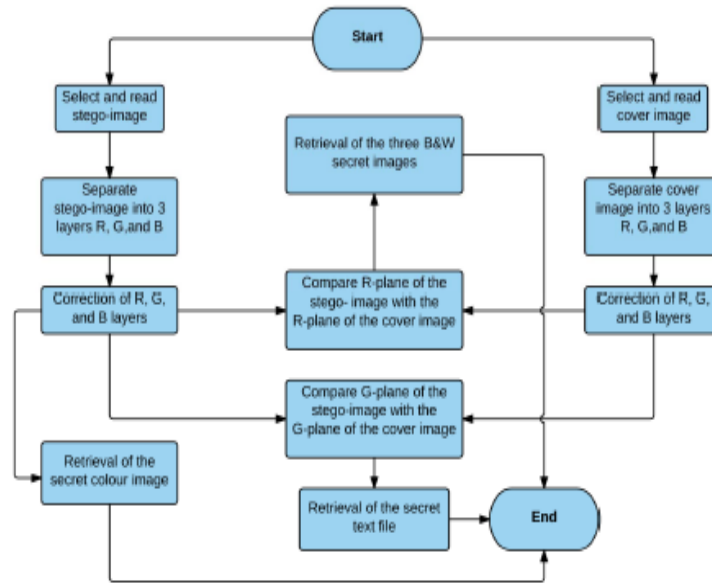 Start
Select and read
stego-image
Select and read
cover image
Retrieval of the three B&W
secret images
Separate
stego-image into 3
layers R, G,and B
Separate cover
image into 3 layers
R, G,and B
Correction of R, G,
and B layers
Compare R-plane of the
stego- image with the
R-plane of the cover image
Correction of R, G,
and B layers
Compare G-plane of the
stego-image with the
G-plane of the cover image
Retrieval of the
secret colour image
Retrieval of the secret
text file
End